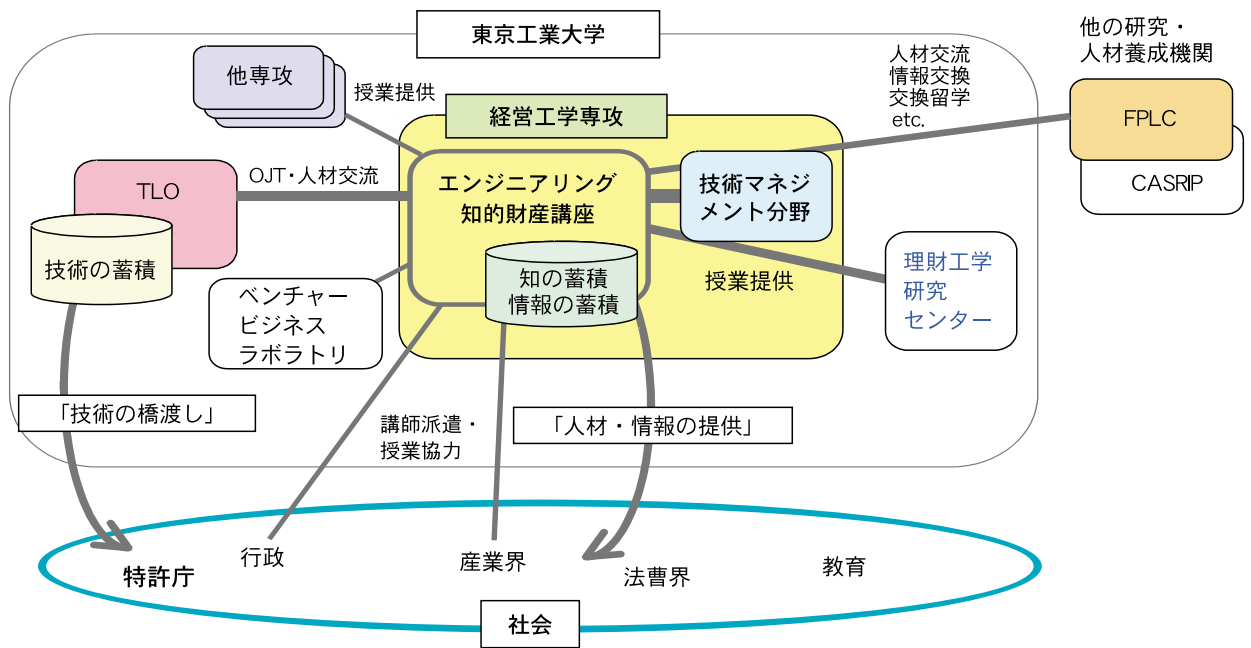 東京工業大学
他の研究・
人材養成機関
他専攻
授業提供
人材交流
情報交換
交換留学
etc.
FPLC
CASRIP
経営工学専攻
TLO
OJT・人材交流
エンジニアリング
知的財産講座
技術マネジ
メント分野
技術の蓄積
知の蓄積
情報の蓄積
授業提供
理財工学
研究
センター
ベンチャー
ビジネス
ラボラトリ
「技術の橋渡し」
講師派遣・
授業協力
「人材・情報の提供」
特許庁
行政
産業界
法曹界
教育
社会